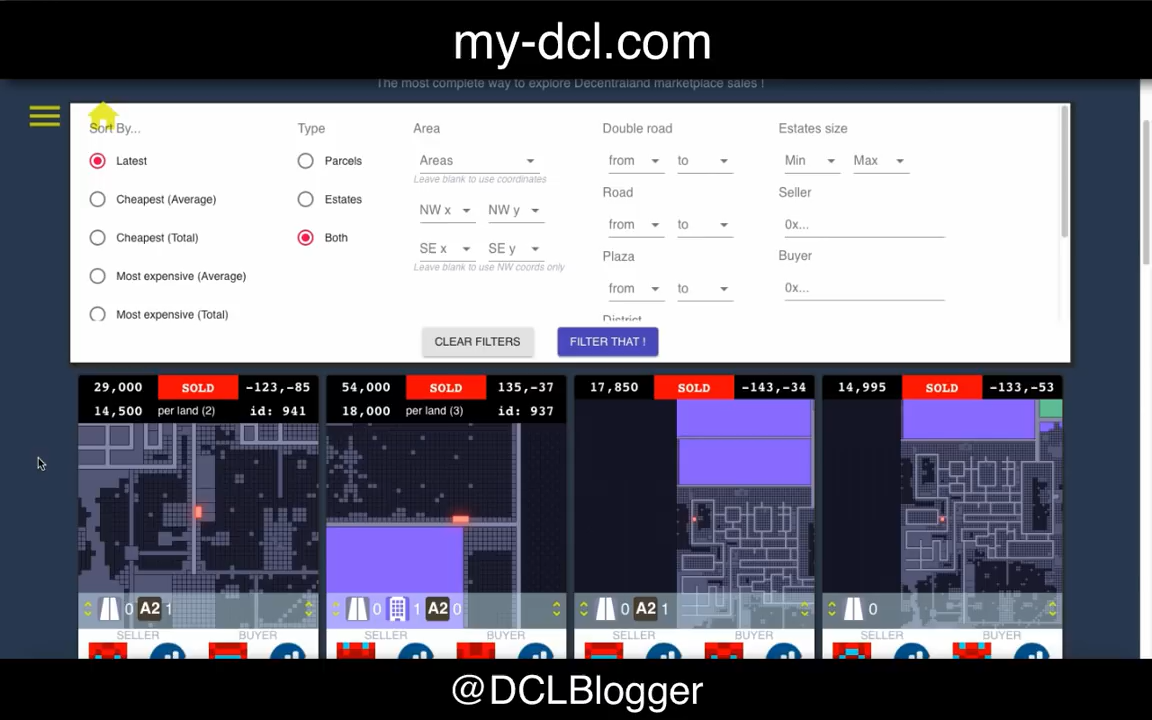 my-dcl.com
The most complete way to explore Decentraland marketplace sales !
Sort By...
Latest
Cheapest (Average)
Cheapest (Total)
Most expensive (Average)
Most expensive (Total)
Type
Parcels
Estates
Both
Area
Areas
Leave blank to use coordinates
NW x NW y
SE x SE y
Leave blank to use NW coords only
Double road
from to
Road
from to
Plaza
from to
District
Estates size
Min Max
Seller
0x...
Buyer
0x...
CLEAR FILTERS FILTER THAT !
29,000 SOLD -123,-85
14,500 per land (2) id: 941
0 A2 1
SELLER BUYER
54,000 SOLD 135,-37
18,000 per land (3) id: 937
0 1 A2 0
SELLER BUYER
17,850 SOLD -143,-34
0 A2 1
SELLER BUYER
14,995 SOLD -133,-53
0
SELLER BUYER
@DCLBlogger